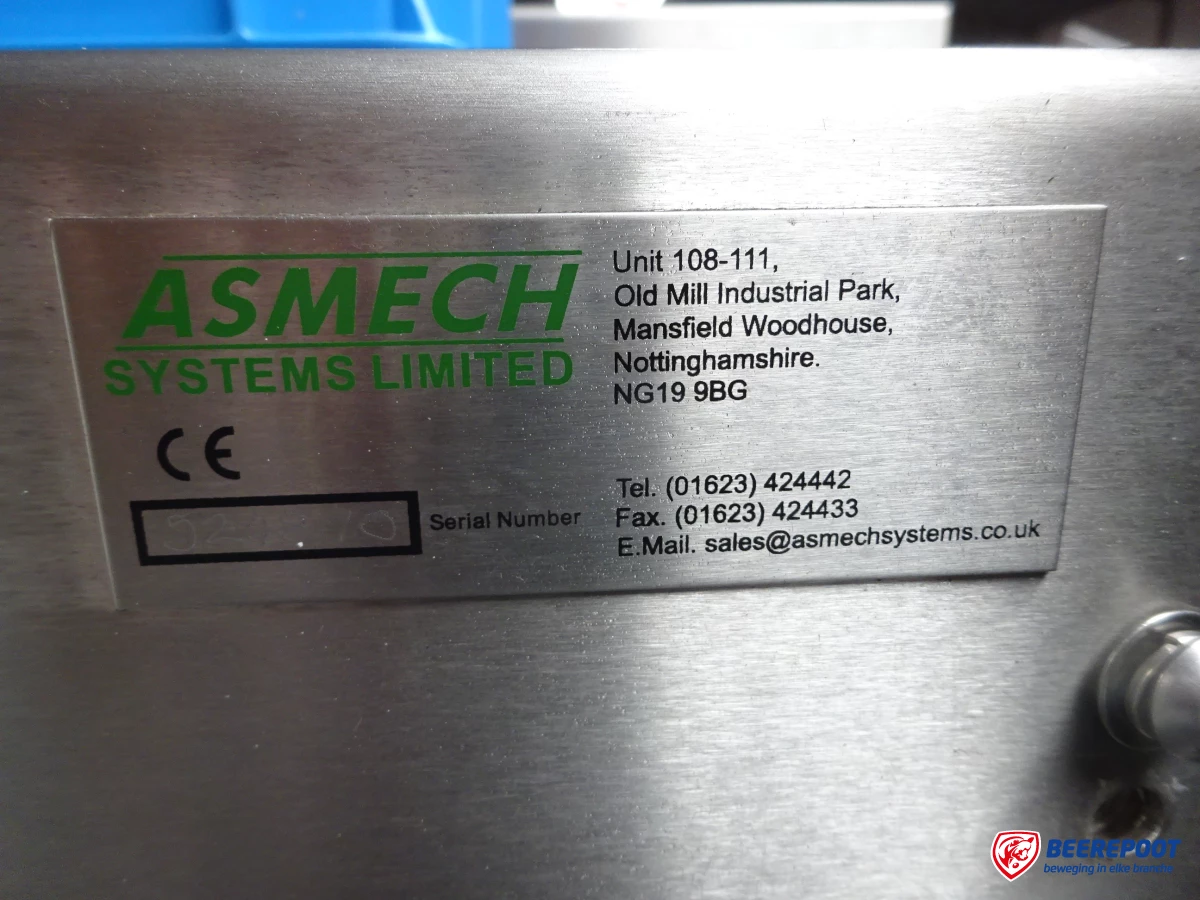 ASMECH
SYSTEMS LIMITED
CE
Serial Number
Unit 108-111,
Old Mill Industrial Park,
Mansfield Woodhouse,
Nottinghamshire.
NG19 9BG
Tel. (01623) 424442
Fax. (01623) 424433
E.Mail. sales@asmechsystems.co.uk
BEEREPOOT
beweging in elke branche